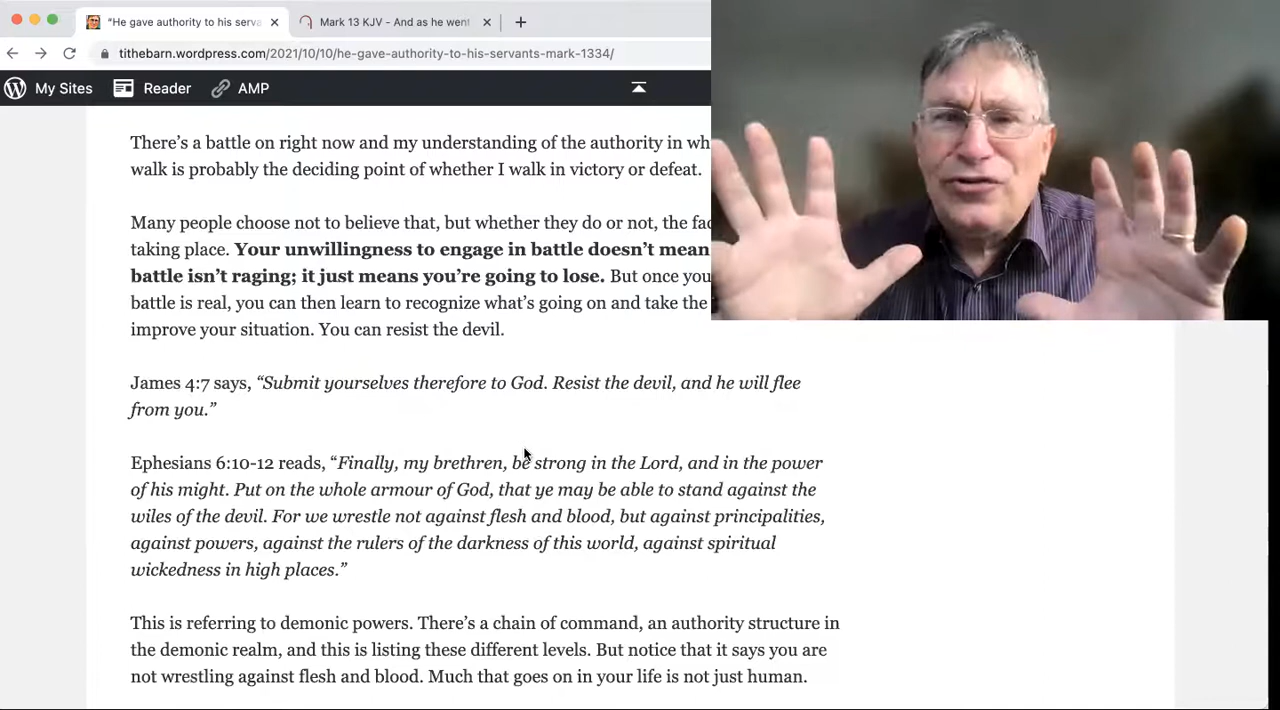 "He gave authority to his serva
Mark 13 KJV - And as he went
tithebarn.wordpress.com/2021/10/10/he-gave-authority-to-his-servants-mark-1334/
My Sites
Reader
AMP
There's a battle on right now and my understanding of the authority in wh
walk is probably the deciding point of whether I walk in victory or defeat.
Many people choose not to believe that, but whether they do or not, the fac
taking place. Your unwillingness to engage in battle doesn't mean
battle isn't raging; it just means you're going to lose. But once you
battle is real, you can then learn to recognize what's going on and take the
improve your situation. You can resist the devil.
James 4:7 says, "Submit yourselves therefore to God. Resist the devil, and he will flee
from you."
Ephesians 6:10-12 reads, "Finally, my brethren, be strong in the Lord, and in the power
of his might. Put on the whole armour of God, that ye may be able to stand against the
wiles of the devil. For we wrestle not against flesh and blood, but against principalities,
against powers, against the rulers of the darkness of this world, against spiritual
wickedness in high places."
This is referring to demonic powers. There's a chain of command, an authority structure in
the demonic realm, and this is listing these different levels. But notice that it says you are
not wrestling against flesh and blood. Much that goes on in your life is not just human.